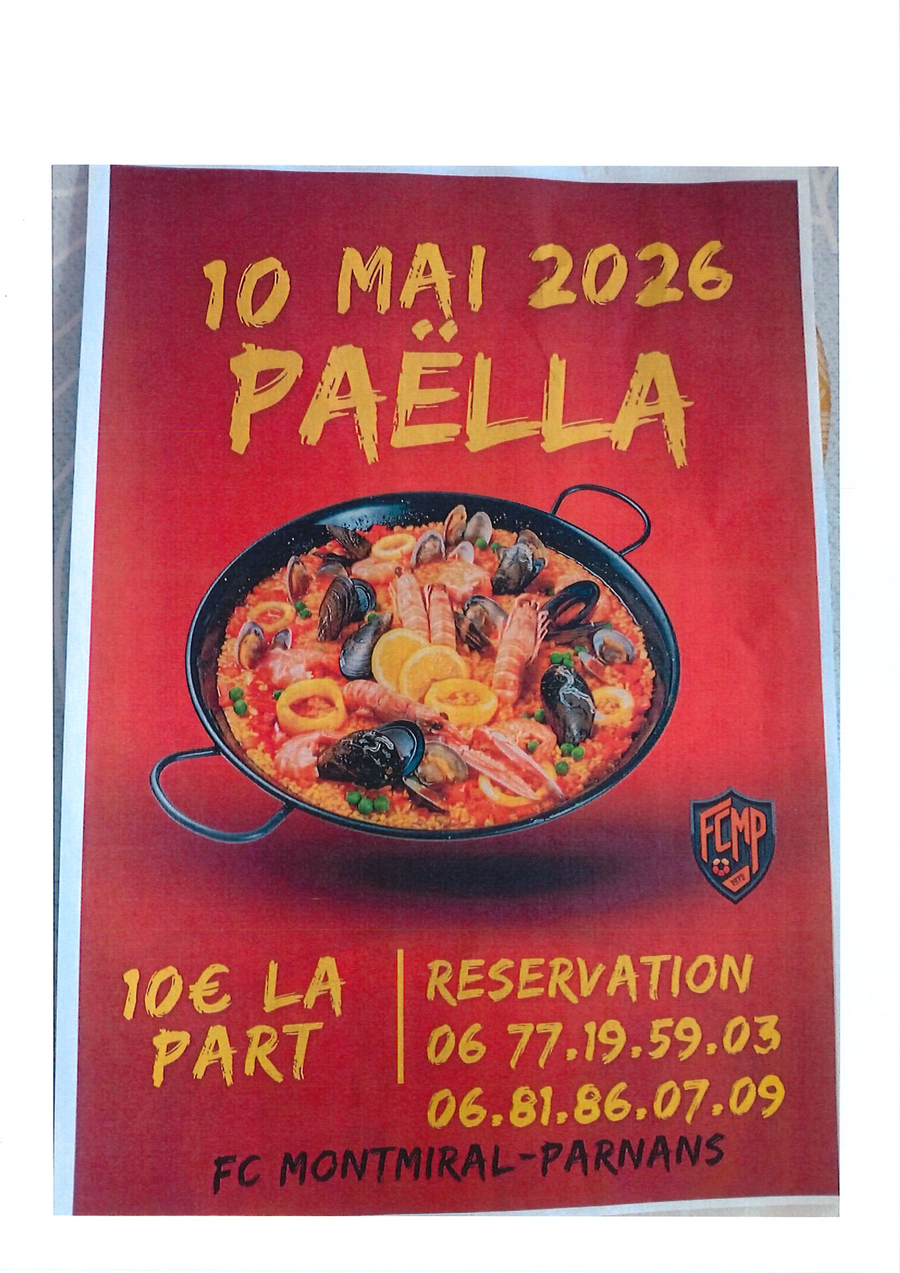 10 MAI 2026
PAËLLA
FCMP
1972
10€ LA
PART
RESERVATION
06 77.19.59.03
06.81.86.07.09
FC MONTMIRAL-PARNANS